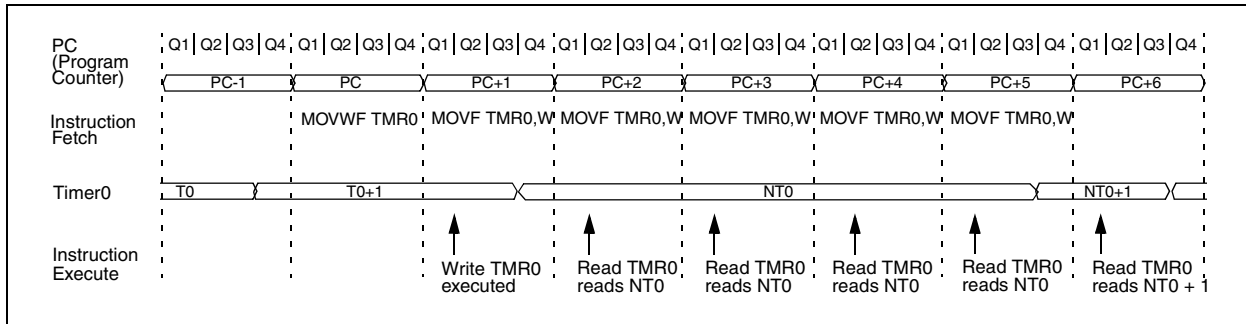 PC
(Program
Counter)
Q1 Q2 Q3 Q4 Q1 Q2 Q3 Q4 Q1 Q2 Q3 Q4 Q1 Q2 Q3 Q4 Q1 Q2 Q3 Q4 Q1 Q2 Q3 Q4 Q1 Q2 Q3 Q4 Q1 Q2 Q3 Q4
PC-1 PC PC+1 PC+2 PC+3 PC+4 PC+5 PC+6
Instruction
Fetch
MOVWF TMR0 MOVF TMR0,W MOVF TMR0,W MOVF TMR0,W MOVF TMR0,W MOVF TMR0,W
Timer0
T0 T0+1 NT0 NT0+1
Instruction
Execute
Write TMR0
executed
Read TMR0
reads NT0
Read TMR0
reads NT0
Read TMR0
reads NT0
Read TMR0
reads NT0
Read TMR0
reads NT0 + 1